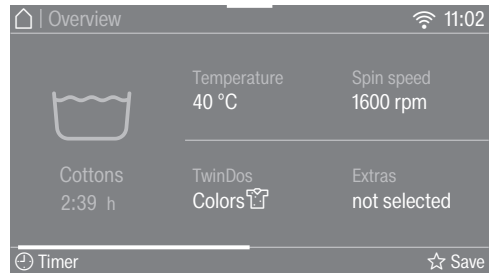 | Overview 11:02
Temperature
40 °C
Spin speed
1600 rpm
Cottons
2:39 h
TwinDos
Colors
Extras
not selected
Timer
Save